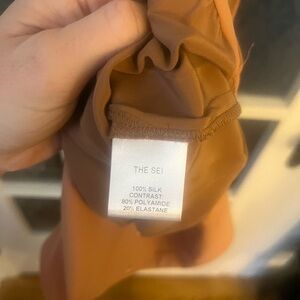 THE SEI
100% SILK
CONTRAST:
80% POLYAMIDE
20% ELASTANE